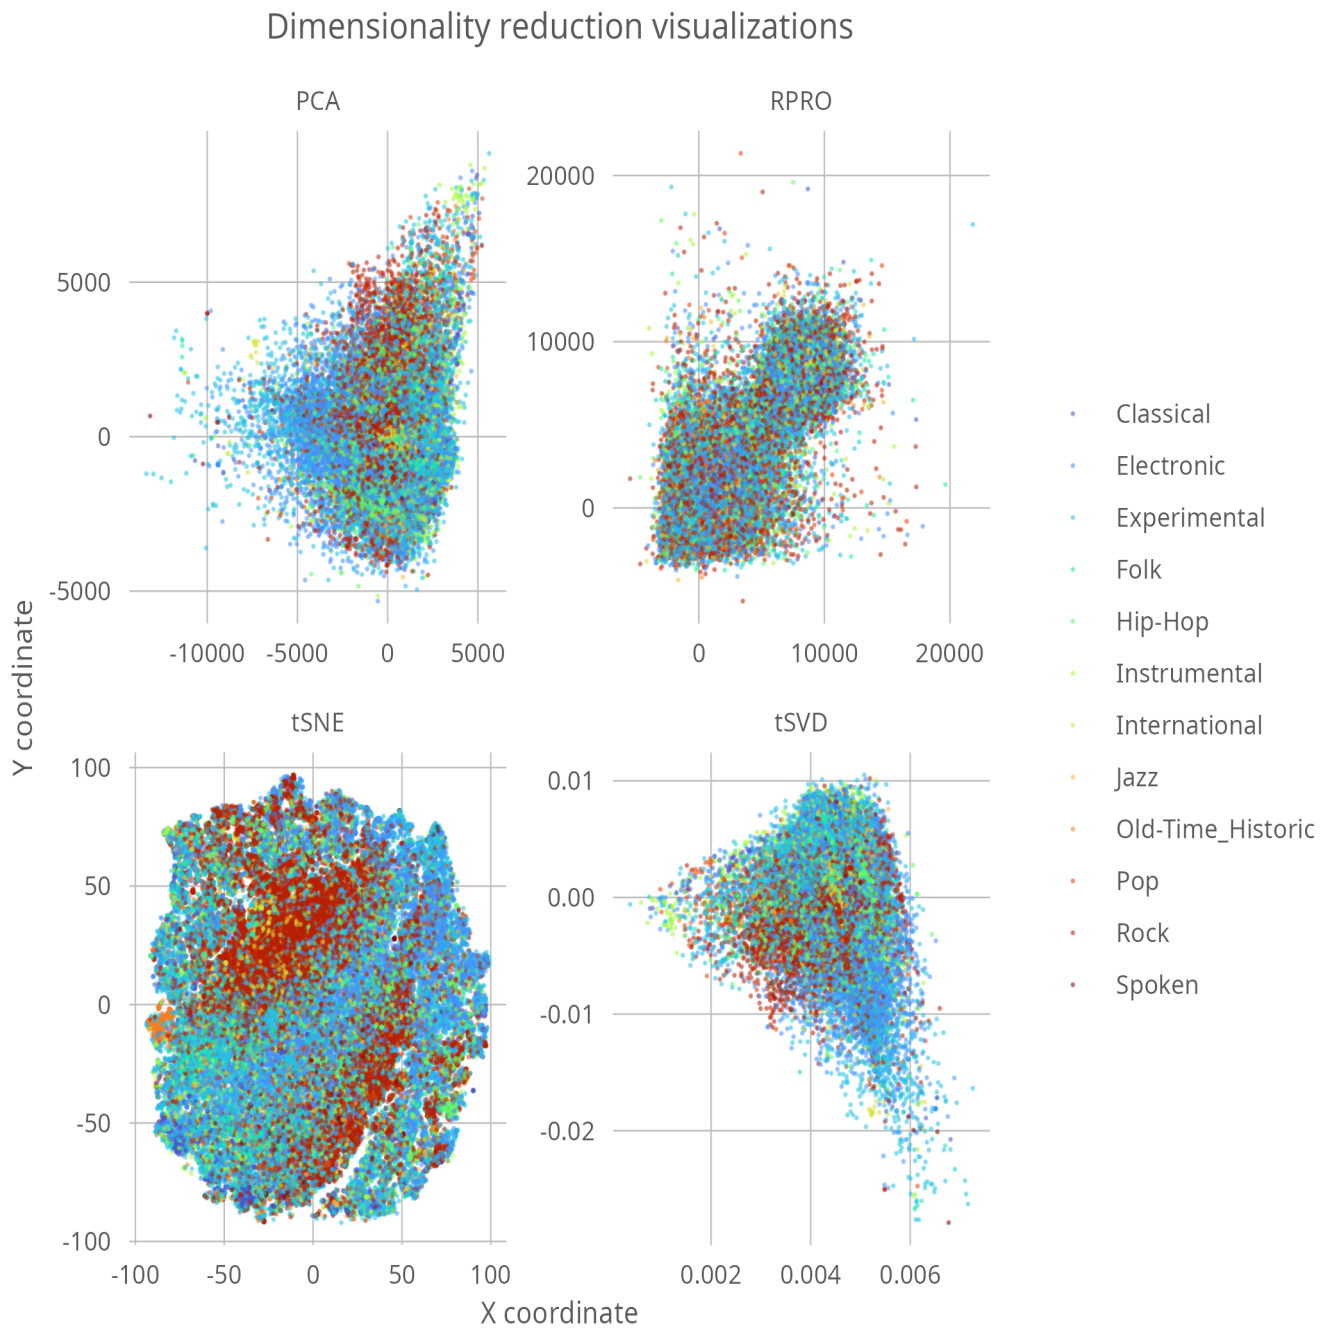 Dimensionality reduction visualizations
PCA
RPRO
5000
0
-5000
-10000 -5000 0 5000
20000
10000
0
0 10000 20000
tSNE
tSVD
100
50
0
-50
-100
-100 -50 0 50 100
0.01
0.00
-0.01
-0.02
0.002 0.004 0.006
Y coordinate
X coordinate
Classical
Electronic
Experimental
Folk
Hip-Hop
Instrumental
International
Jazz
Old-Time_Historic
Pop
Rock
Spoken